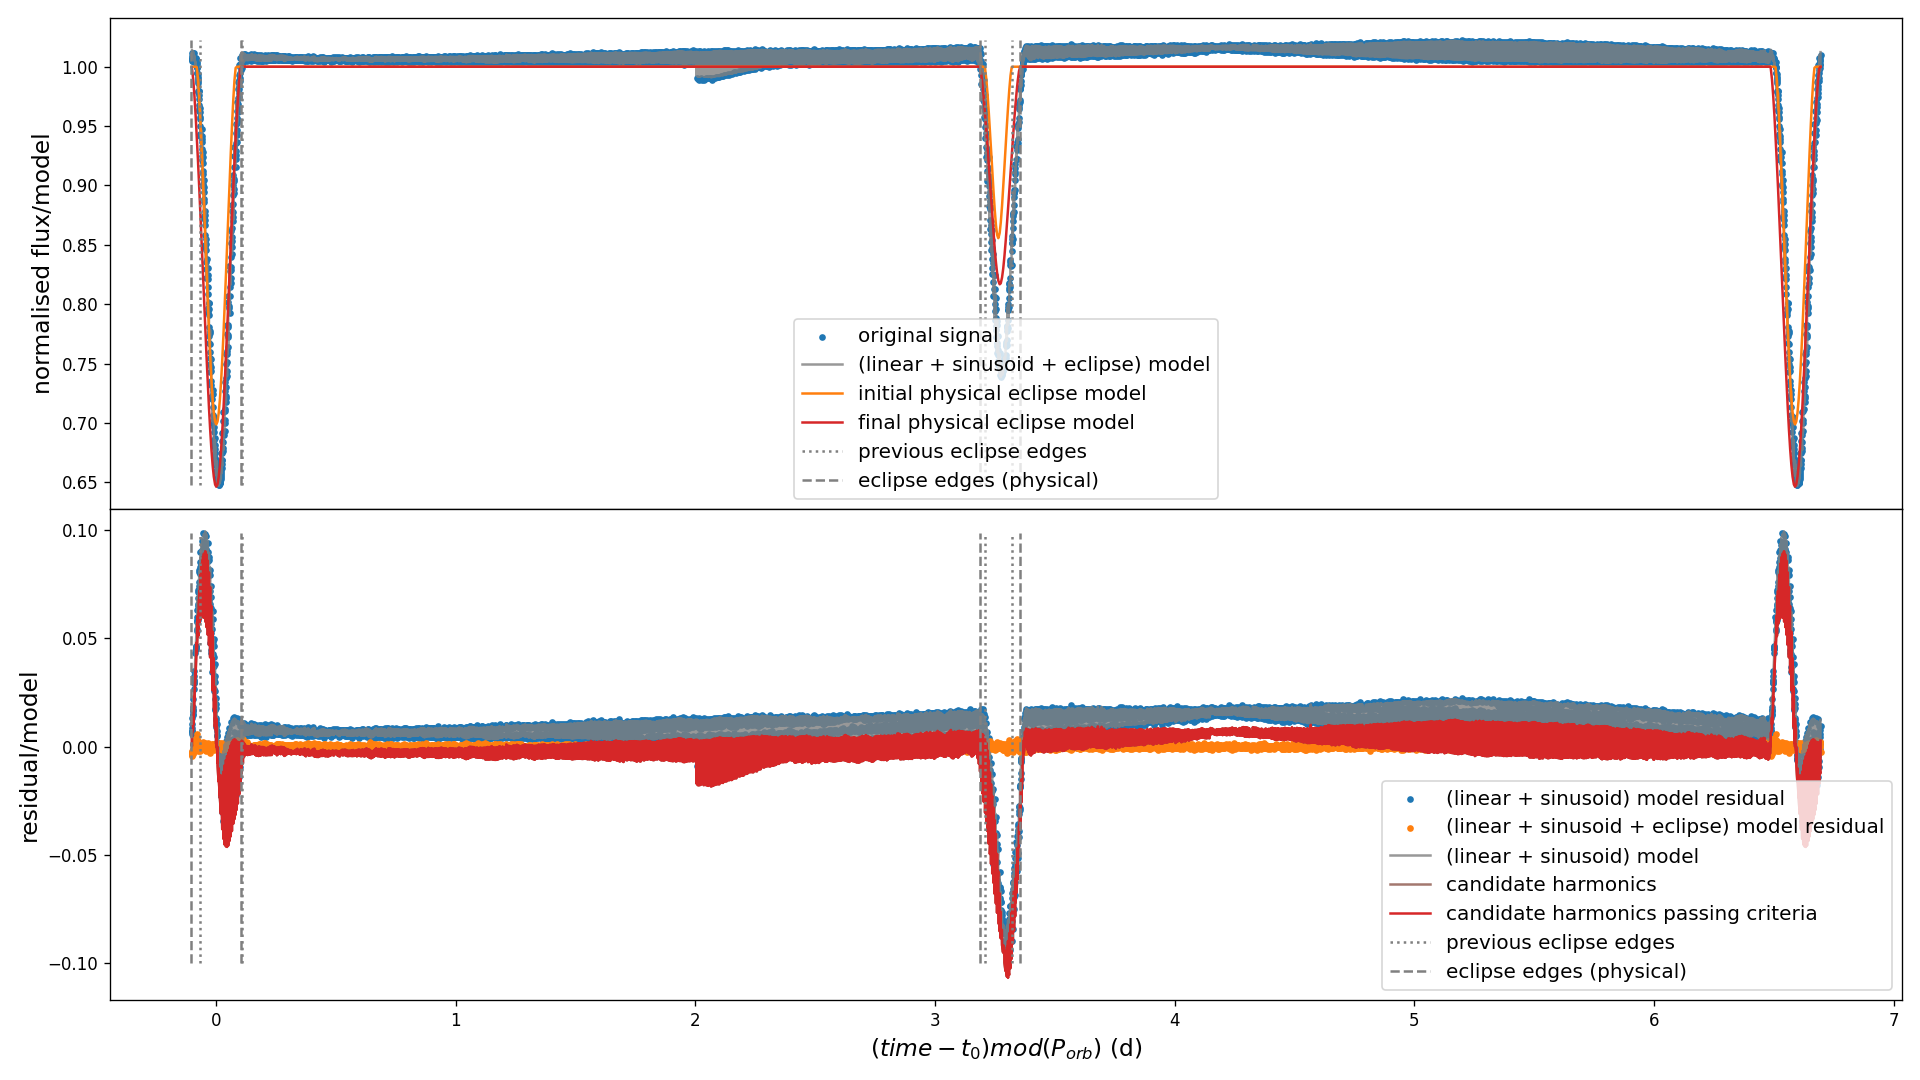 1.00
0.95
0.90
0.85
0.80
0.75
0.70
0.65
normalised flux/model
original signal
(linear + sinusoid + eclipse) model
initial physical eclipse model
final physical eclipse model
previous eclipse edges
eclipse edges (physical)
0.10
0.05
0.00
−0.05
−0.10
residual/model
(linear + sinusoid) model residual
(linear + sinusoid + eclipse) model residual
(linear + sinusoid) model
candidate harmonics
candidate harmonics passing criteria
previous eclipse edges
eclipse edges (physical)
0 1 2 3 4 5 6 7
(time − t₀)mod(Pₒᵣb) (d)